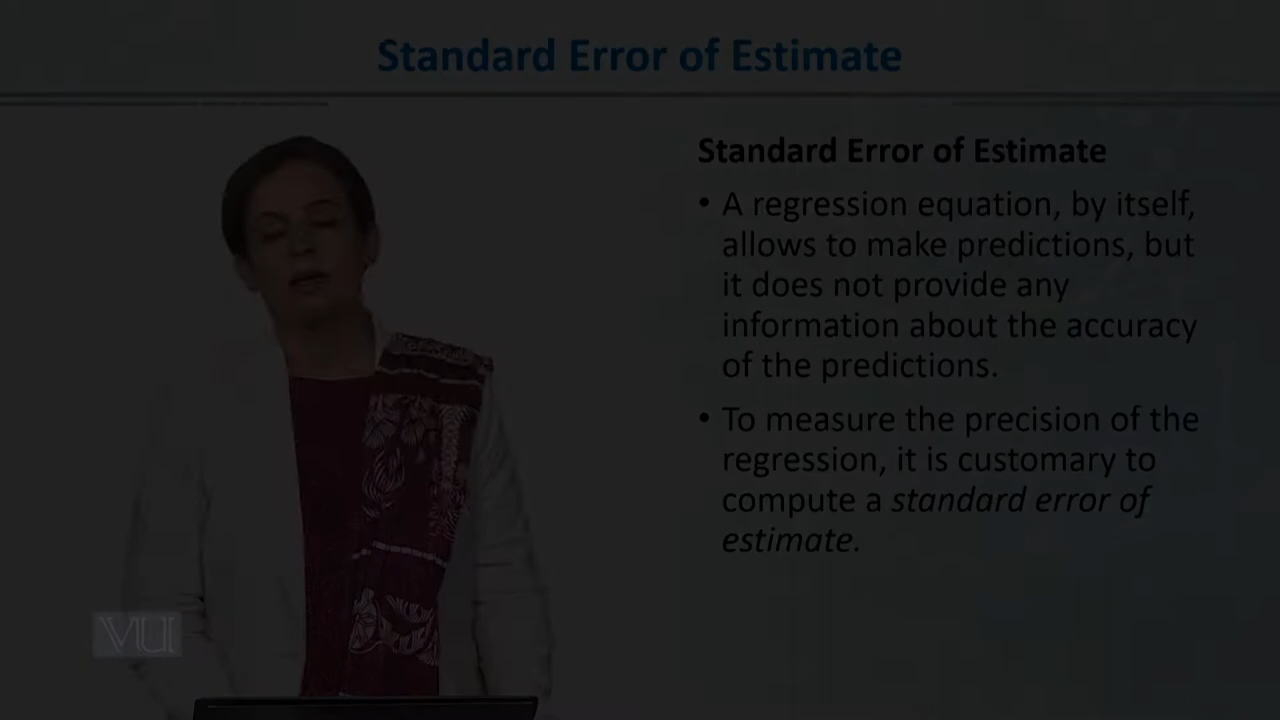 Standard Error of Estimate
Standard Error of Estimate
• A regression equation, by itself,
allows to make predictions, but
it does not provide any
information about the accuracy
of the predictions.
• To measure the precision of the
regression, it is customary to
compute a standard error of
estimate.
VU